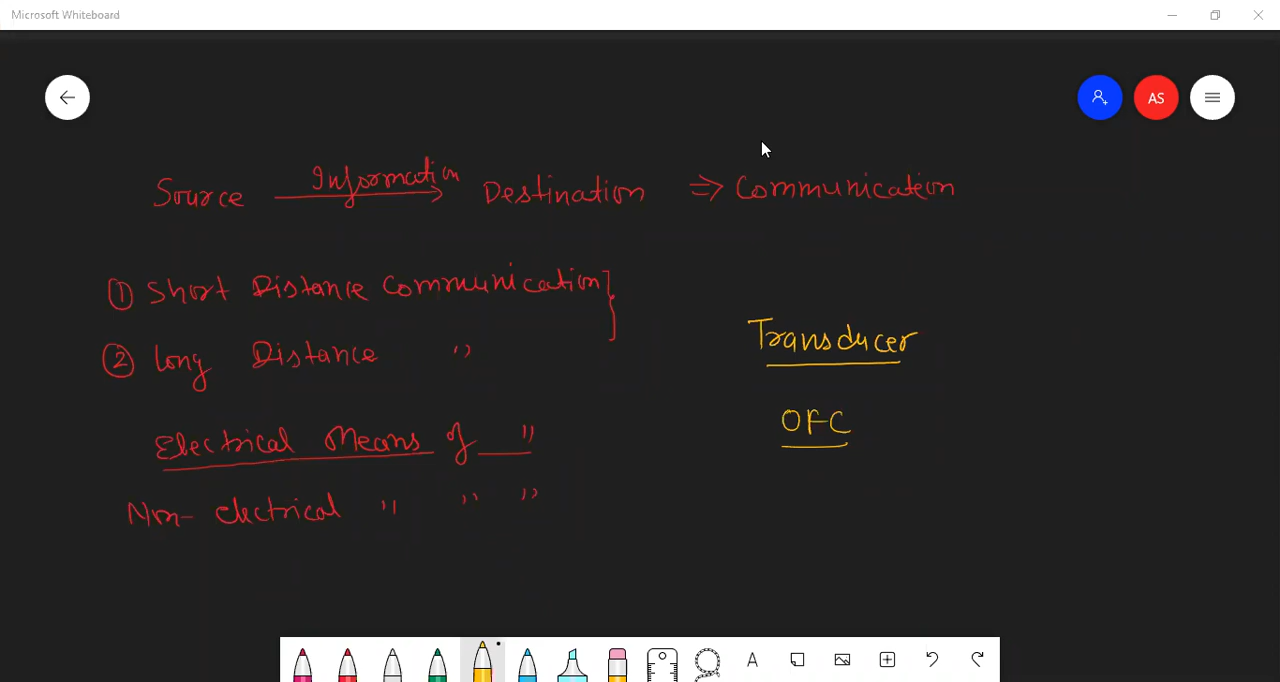 Microsoft Whiteboard
AS
Information
Source → Destination ⇒ Communication
① Short Distance Communication
② Long Distance "
Transducer
OFC
Electrical Means of "
Non-electrical " " "
A